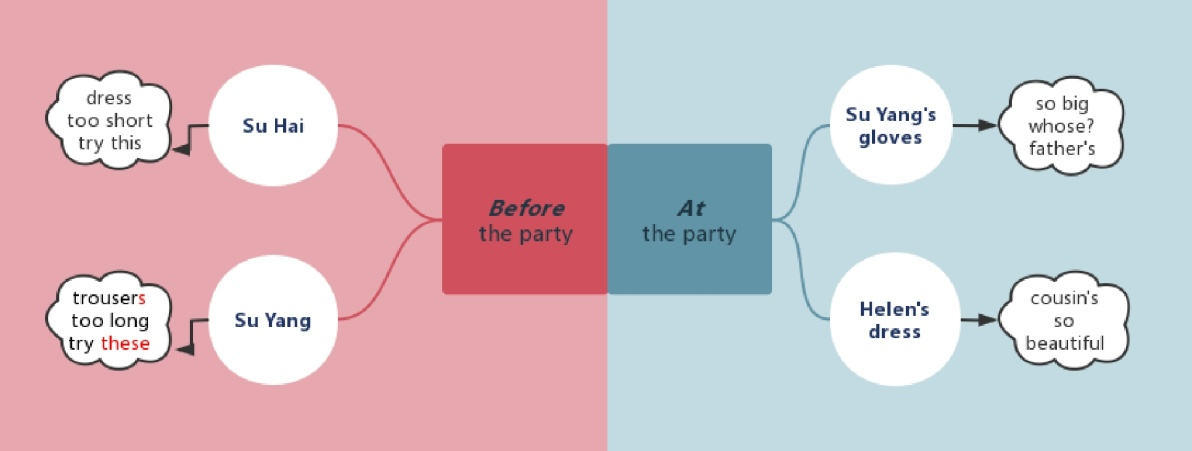 dress
too short
try this
Su Hai
trousers
too long
try these
Su Yang
Before
the party
At
the party
Su Yang's
gloves
so big
whose?
father's
Helen's
dress
cousin's
so
beautiful